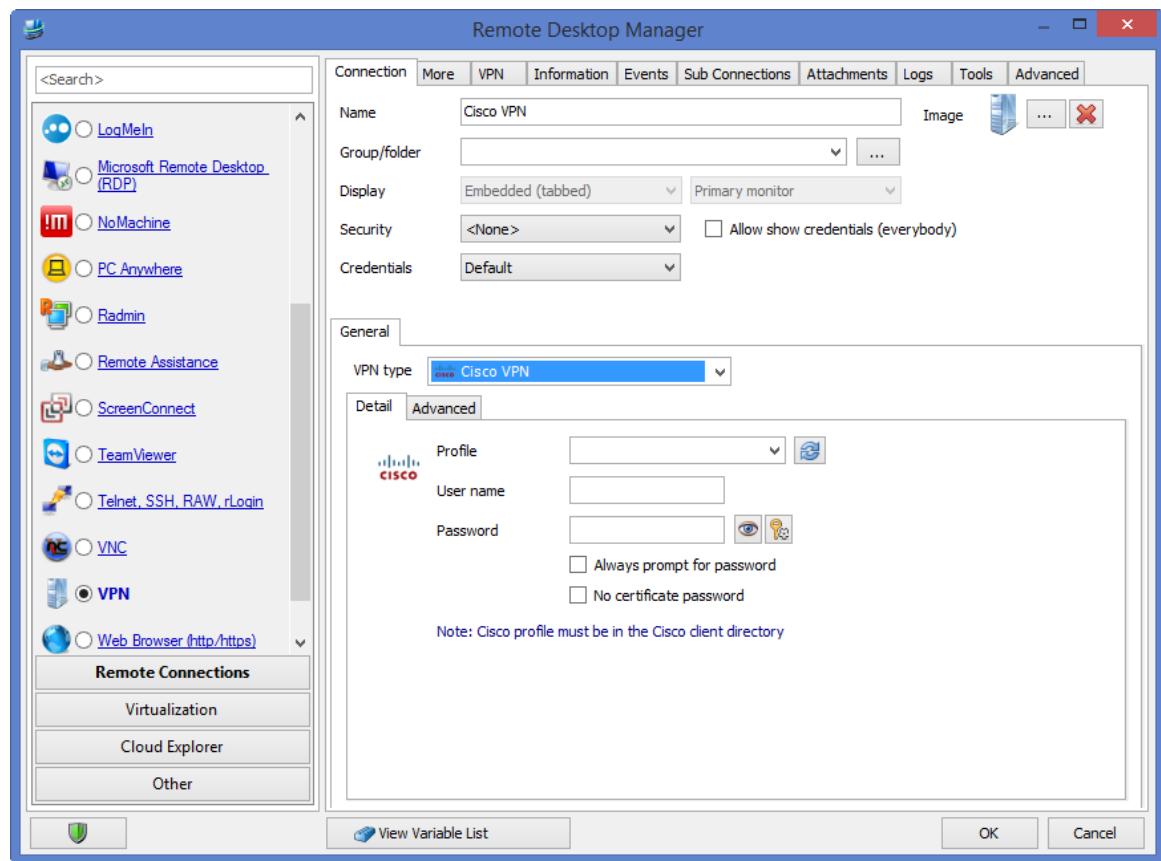 Remote Desktop Manager
<Search>
LogMeIn
Microsoft Remote Desktop
(RDP)
NoMachine
PC Anywhere
Radmin
Remote Assistance
ScreenConnect
TeamViewer
Telnet, SSH, RAW, rLogin
VNC
VPN
Web Browser (http/https)
Remote Connections
Virtualization
Cloud Explorer
Other
Connection More VPN Information Events Sub Connections Attachments Logs Tools Advanced
Name Cisco VPN Image ...
Group/folder ...
Display Embedded (tabbed) Primary monitor
Security <None> Allow show credentials (everybody)
Credentials Default
General
VPN type CISCO Cisco VPN
Detail Advanced
CISCO
Profile
User name
Password
Always prompt for password
No certificate password
Note: Cisco profile must be in the Cisco client directory
View Variable List OK Cancel